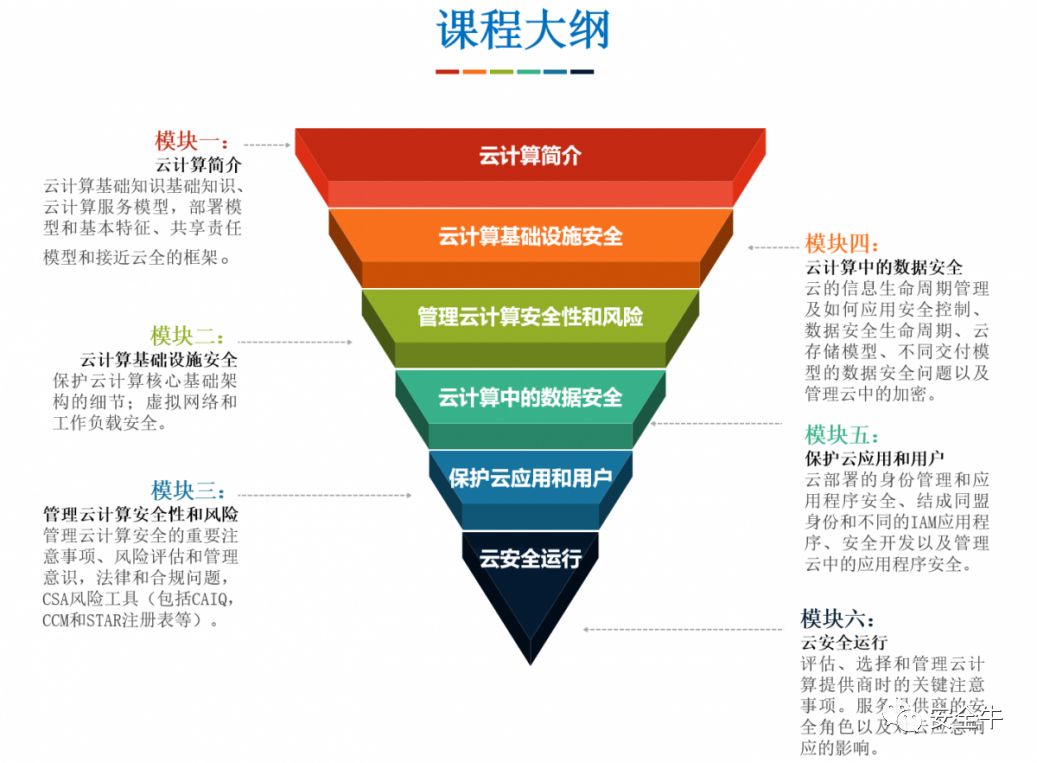 课程大纲
模块一：
云计算简介
云计算基础知识基础知识、
云计算服务模型，部署模
型和基本特征、共享责任
模型和接近云全的框架。
模块二：
云计算基础设施安全
保护云计算核心基础架
构的细节；虚拟网络和
工作负载安全。
模块三：
管理云计算安全性和风险
管理云计算安全的重要注
意事项、风险评估和管理
意识，法律和合规问题，
CSA风险工具（包括CAIQ，
CCM和STAR注册表等）。
云计算简介
云计算基础设施安全
管理云计算安全性和风险
云计算中的数据安全
保护云应用和用户
云安全运行
模块四：
云计算中的数据安全
云的信息生命周期管理
及如何应用安全控制、
数据安全生命周期、云
存储模型、不同交付模
型的数据安全问题以及
管理云中的加密。
模块五：
保护云应用和用户
云部署的身份管理和应
用程序安全、结成同盟
身份和不同的IAM应用程
序、安全开发以及管理
云中的应用程序安全。
模块六：
云安全运行
评估、选择和管理云计
算提供商时的关键注意
事项。服务提供商的安
全角色以及对云应急响
应的影响。
安全牛